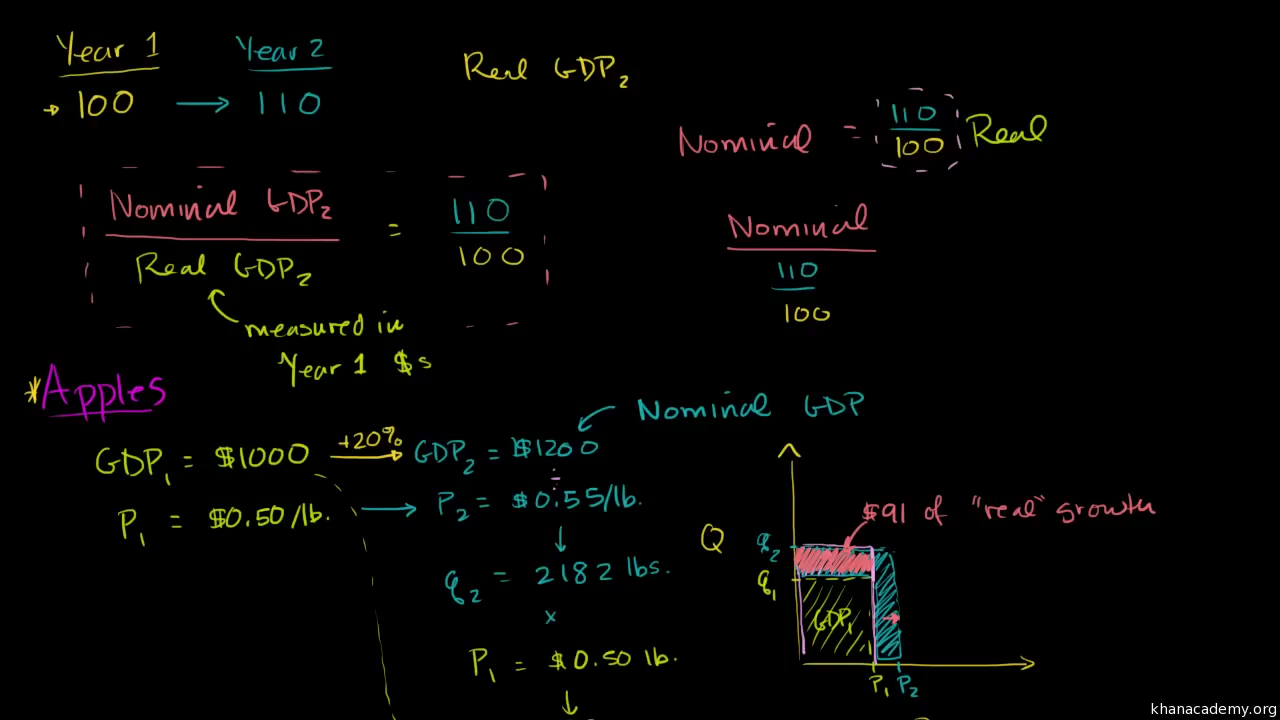 Year 1 → Year 2
→ 100 → 110
Real GDP₂
Nominal = 110/100 Real
Nominal GDP₂ / Real GDP₂ = 110/100
Nominal
110
100
measured in
Year 1 $s
*Apples
Nominal GDP
GDP₁ = $1000 +20% → GDP₂ = $1200
÷
P₁ = $0.50/lb. → P₂ = $0.55/lb.
$91 of "real" growth
Q
q₂
q₁
q₂ = 2182 lbs.
x
GDP₁
P₁ = $0.50 lb.
P₁ P₂
khanacademy.org